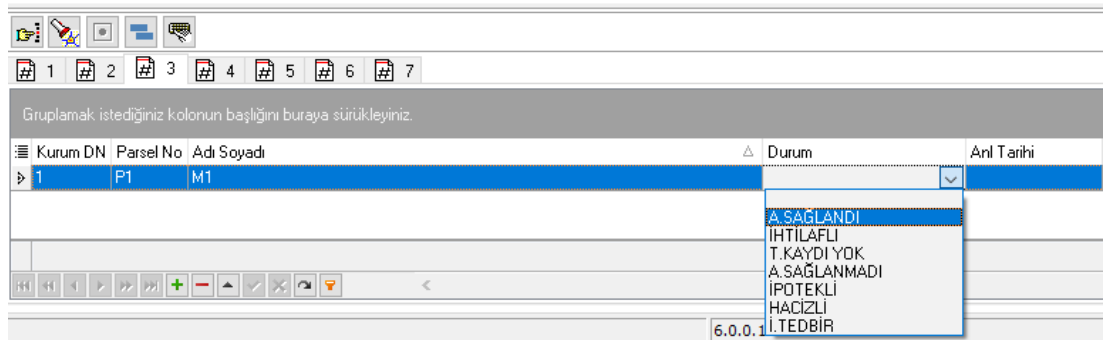 1 2 3 4 5 6 7
Gruplamak istediğiniz kolonun başlığını buraya sürükleyiniz.
Kurum DN Parsel No Adı Soyadı Durum Anl Tarihi
1 P1 M1
A.SAĞLANDI
İHTİLAFLI
T.KAYDI YOK
A.SAĞLANMADI
İPOTEKLİ
HACİZLİ
İ.TEDBİR
6.0.0.1